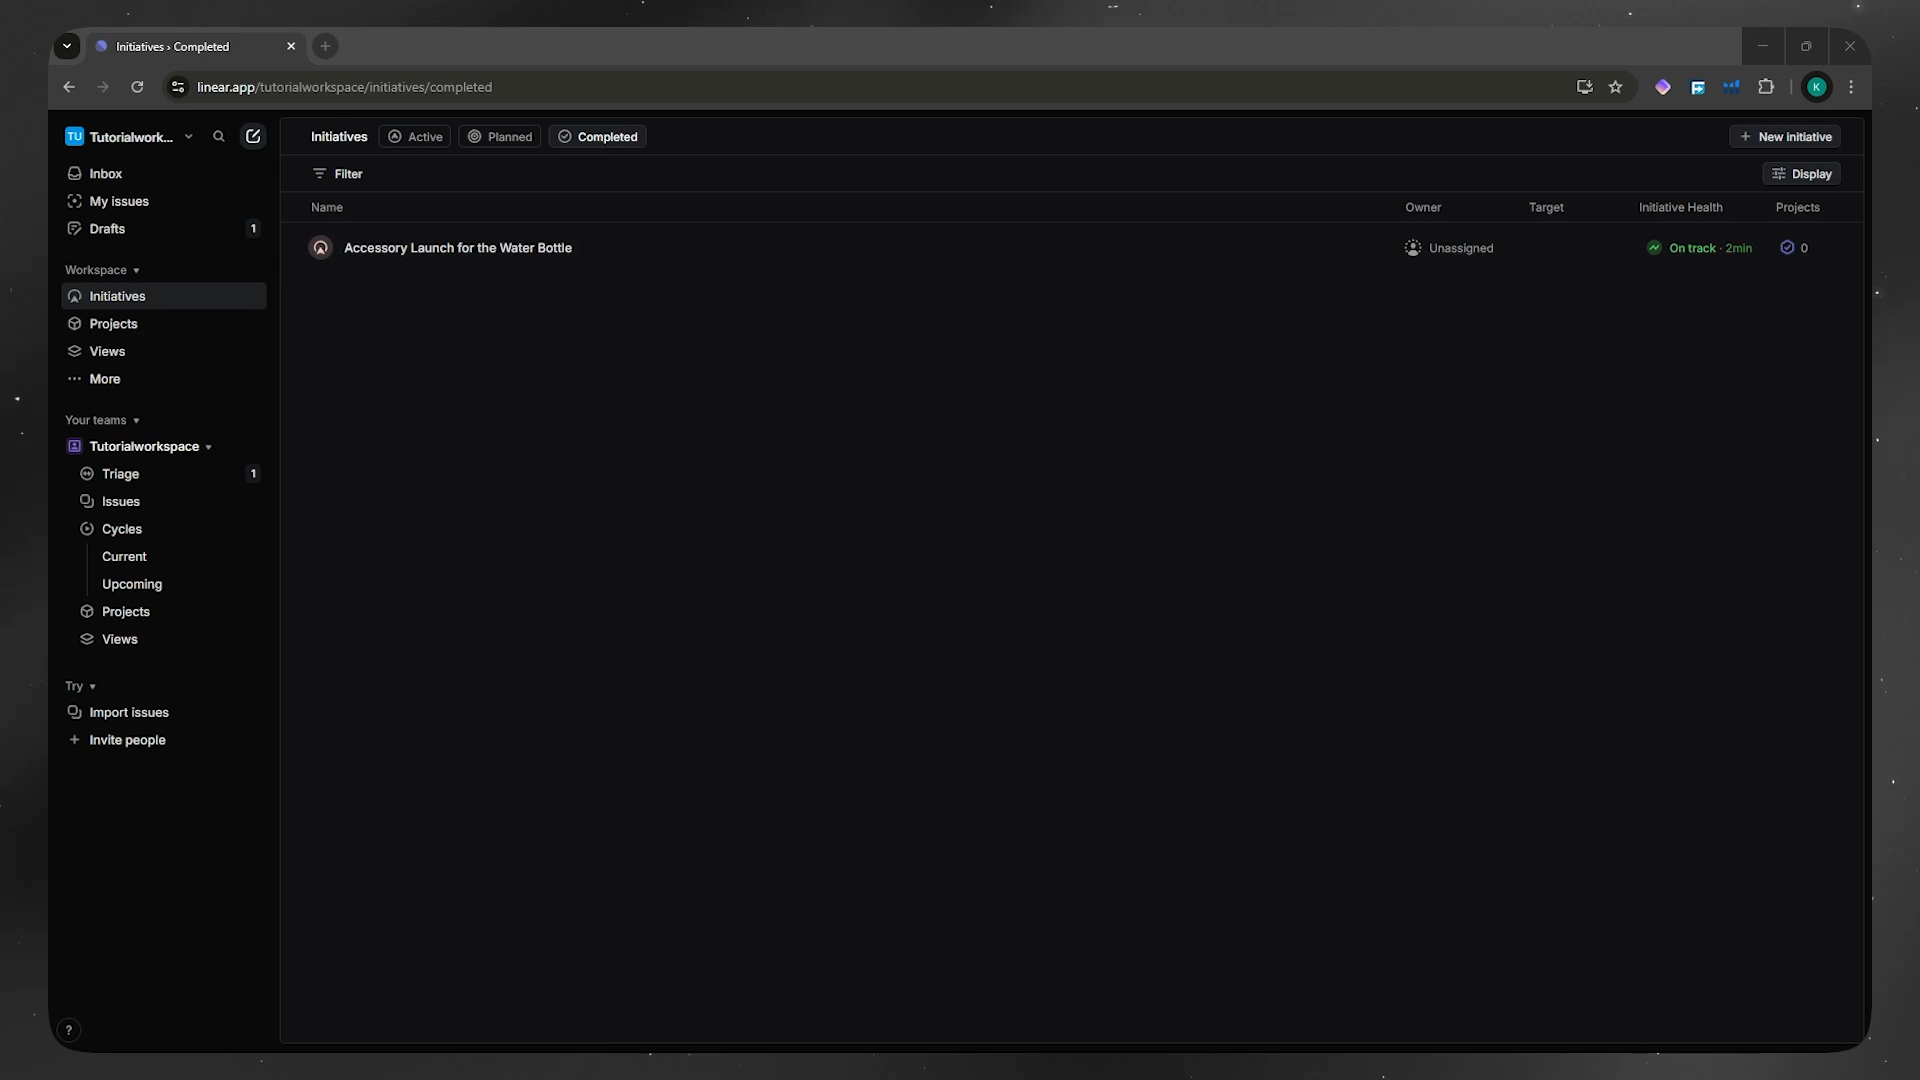 Initiatives › Completed
linear.app/tutorialworkspace/initiatives/completed
K
TU Tutorialwork...
Inbox
My issues
Drafts 1
Workspace
Initiatives
Projects
Views
More
Your teams
Tutorialworkspace
Triage 1
Issues
Cycles
Current
Upcoming
Projects
Views
Try
Import issues
Invite people
?
Initiatives Active Planned Completed New initiative
Filter Display
Name Owner Target Initiative Health Projects
Accessory Launch for the Water Bottle Unassigned On track · 2min 0